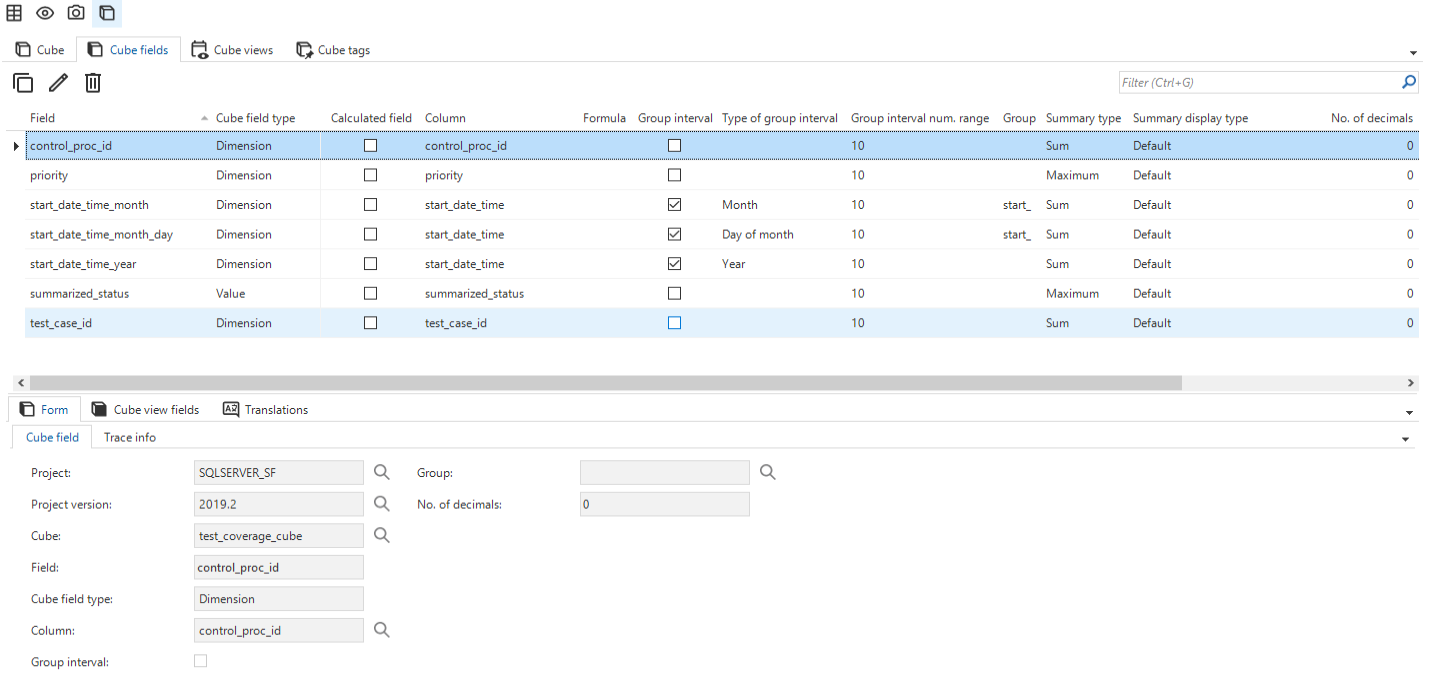 Cube Cube fields Cube views Cube tags
Filter (Ctrl+G)
Field Cube field type Calculated field Column Formula Group interval Type of group interval Group interval num. range Group Summary type Summary display type No. of decimals
control_proc_id Dimension control_proc_id 10 Sum Default 0
priority Dimension priority 10 Maximum Default 0
start_date_time_month Dimension start_date_time Month 10 start_ Sum Default 0
start_date_time_month_day Dimension start_date_time Day of month 10 start_ Sum Default 0
start_date_time_year Dimension start_date_time Year 10 Sum Default 0
summarized_status Value summarized_status 10 Maximum Default 0
test_case_id Dimension test_case_id 10 Sum Default 0
Form Cube view fields Translations
Cube field Trace info
Project: SQLSERVER_SF Group:
Project version: 2019.2 No. of decimals: 0
Cube: test_coverage_cube
Field: control_proc_id
Cube field type: Dimension
Column: control_proc_id
Group interval: